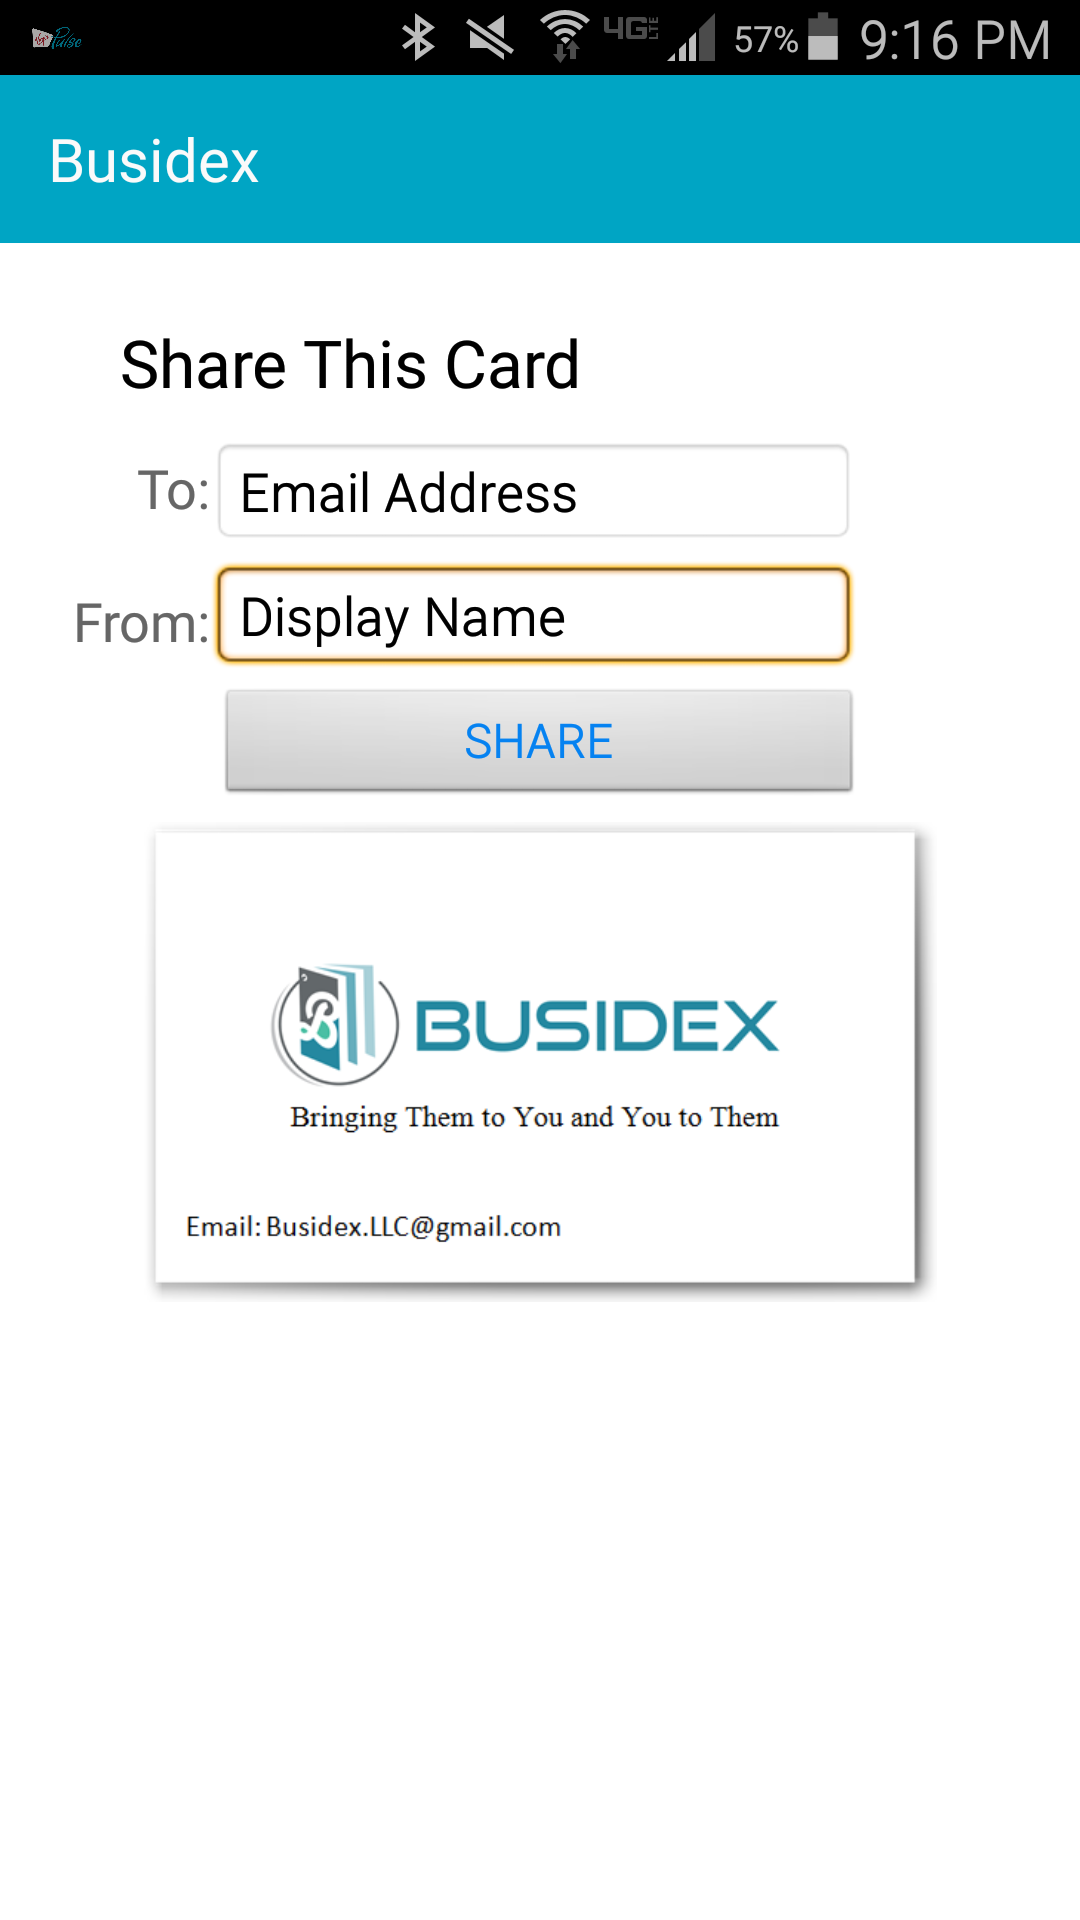 Pulse
4G LTE 57% 9:16 PM
Busidex
Share This Card
To: Email Address
From: Display Name
SHARE
B BUSIDEX
Bringing Them to You and You to Them
Email: Busidex.LLC@gmail.com